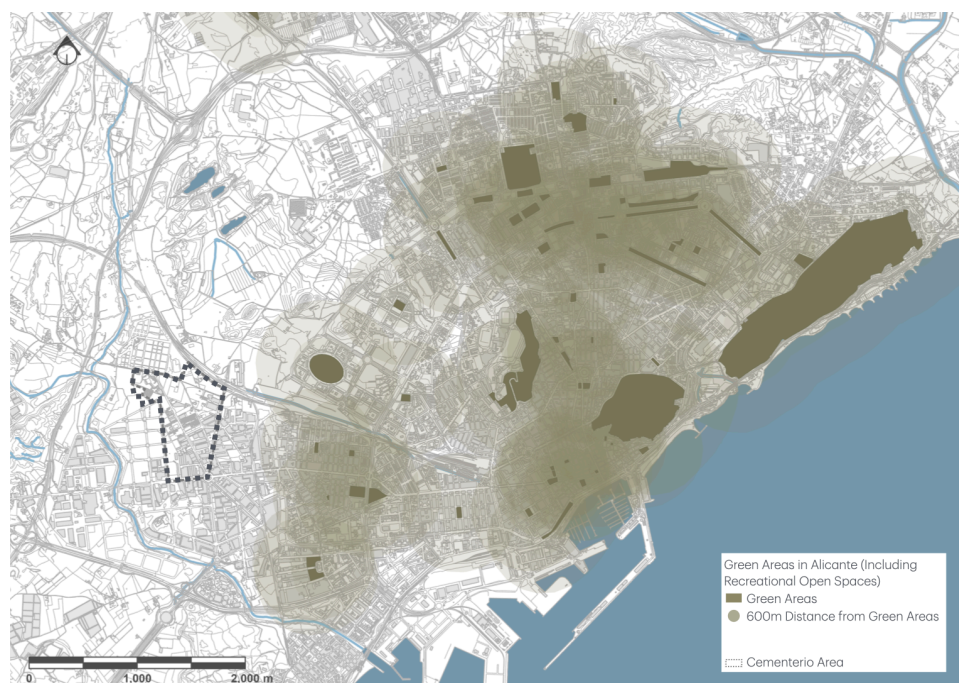 Green Areas in Alicante (Including
Recreational Open Spaces)
Green Areas
600m Distance from Green Areas
Cementerio Area
0 1.000 2.000 m